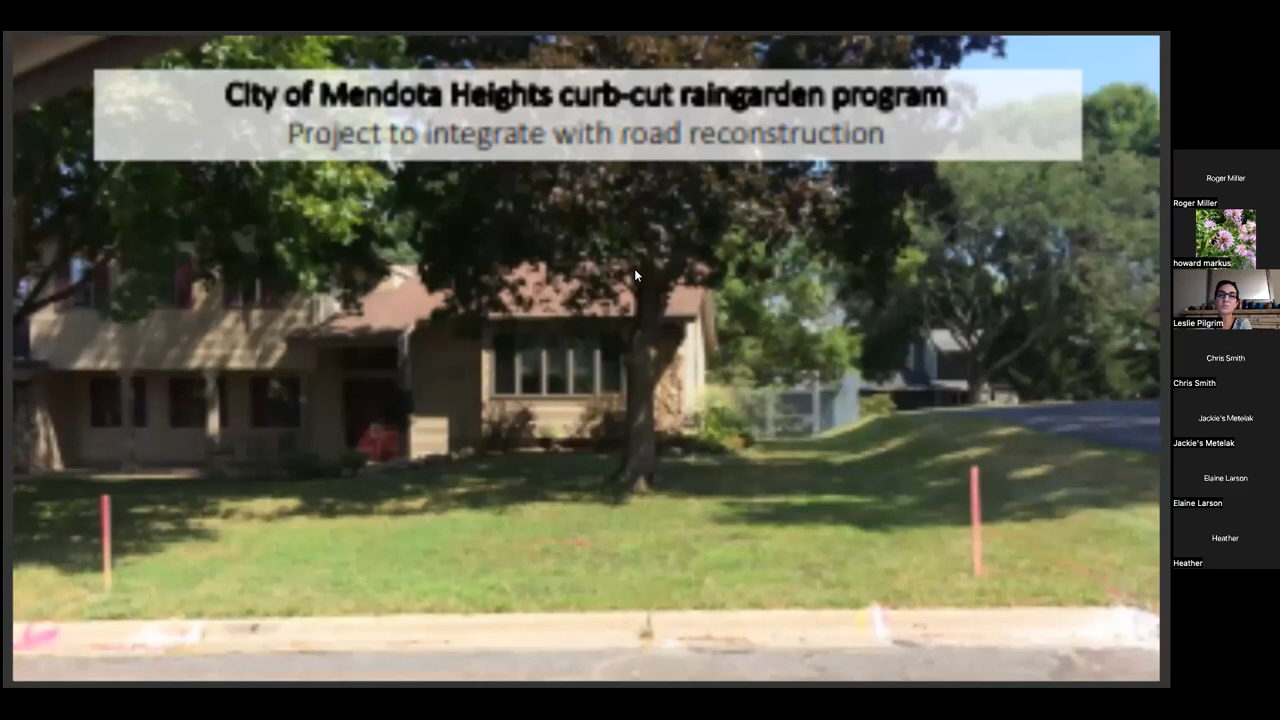 City of Mendota Heights curb-cut raingarden program
Project to integrate with road reconstruction
Roger Miller
Roger Miller
howard markus
Leslie Pilgrim
Chris Smith
Chris Smith
Jackie's Metelak
Jackie's Metelak
Elaine Larson
Elaine Larson
Heather
Heather